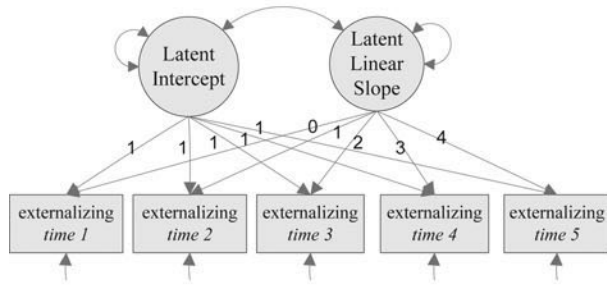 Latent
Intercept
Latent
Linear
Slope
1 1 1 1 1 0 1 2 3 4
externalizing
time 1
externalizing
time 2
externalizing
time 3
externalizing
time 4
externalizing
time 5